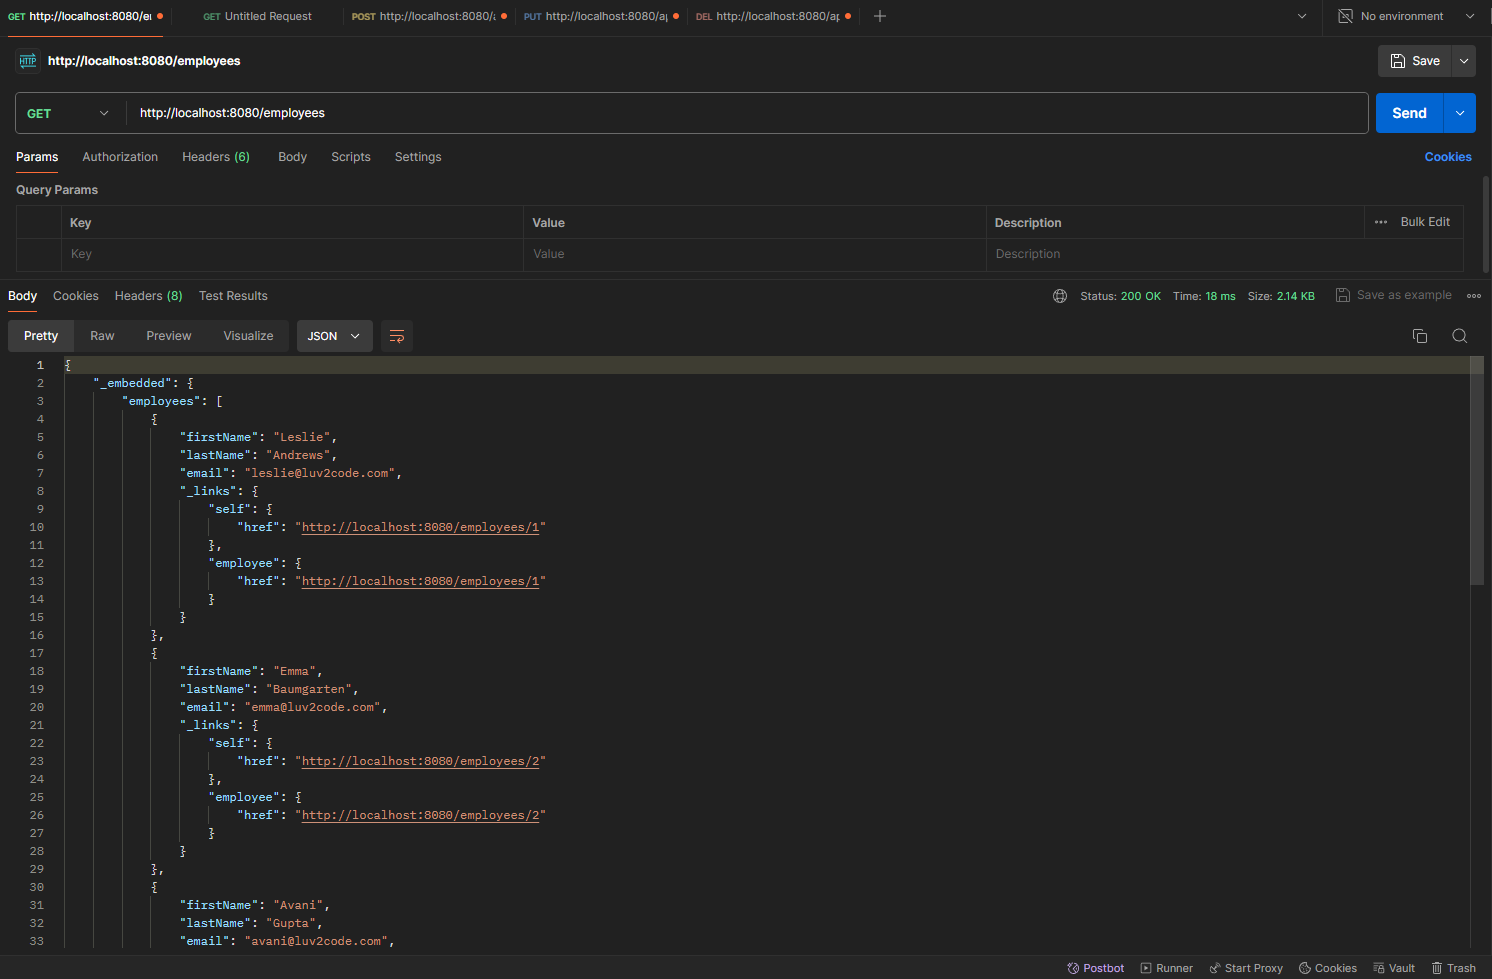 GET http://localhost:8080/e GET Untitled Request POST http://localhost:8080/a PUT http://localhost:8080/a DEL http://localhost:8080/ap No environment
HTTP http://localhost:8080/employees Save
GET http://localhost:8080/employees Send
Params Authorization Headers (6) Body Scripts Settings Cookies
Query Params
Key Value Description ••• Bulk Edit
Key Value Description
Body Cookies Headers (8) Test Results Status: 200 OK Time: 18 ms Size: 2.14 KB Save as example
Pretty Raw Preview Visualize JSON
1 {
2 "_embedded": {
3 "employees": [
4 {
5 "firstName": "Leslie",
6 "lastName": "Andrews",
7 "email": "leslie@luv2code.com",
8 "_links": {
9 "self": {
10 "href": "http://localhost:8080/employees/1"
11 },
12 "employee": {
13 "href": "http://localhost:8080/employees/1"
14 }
15 }
16 },
17 {
18 "firstName": "Emma",
19 "lastName": "Baumgarten",
20 "email": "emma@luv2code.com",
21 "_links": {
22 "self": {
23 "href": "http://localhost:8080/employees/2"
24 },
25 "employee": {
26 "href": "http://localhost:8080/employees/2"
27 }
28 }
29 },
30 {
31 "firstName": "Avani",
32 "lastName": "Gupta",
33 "email": "avani@luv2code.com",
Postbot Runner Start Proxy Cookies Vault Trash